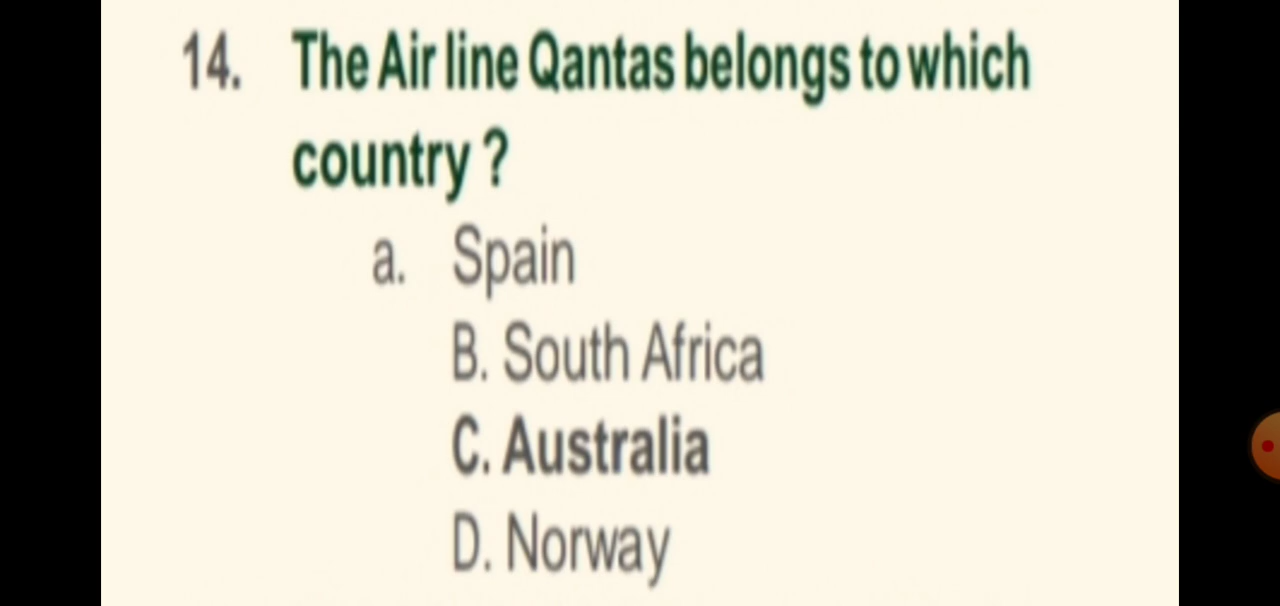 14. The Air line Qantas belongs to which
country ?
a. Spain
B. South Africa
C. Australia
D. Norway